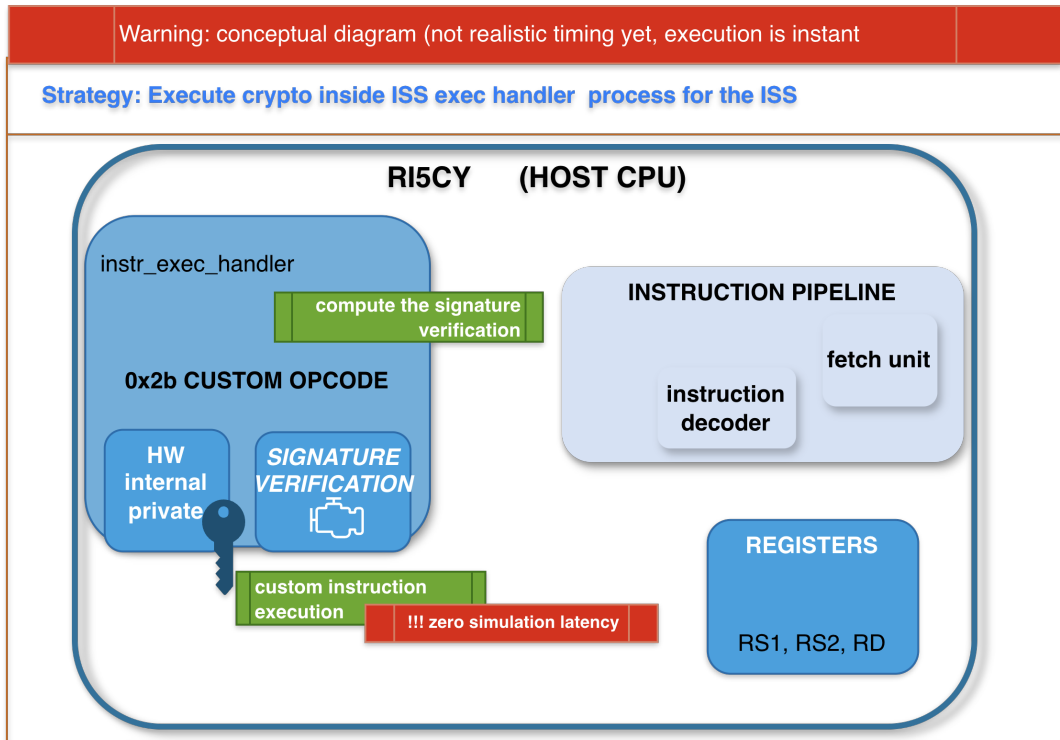 Warning: conceptual diagram (not realistic timing yet, execution is instant
Strategy: Execute crypto inside ISS exec handler process for the ISS
RI5CY (HOST CPU)
instr_exec_handler
compute the signature
verification
0x2b CUSTOM OPCODE
HW
internal
private
SIGNATURE
VERIFICATION
custom instruction
execution
!!! zero simulation latency
INSTRUCTION PIPELINE
fetch unit
instruction
decoder
REGISTERS
RS1, RS2, RD